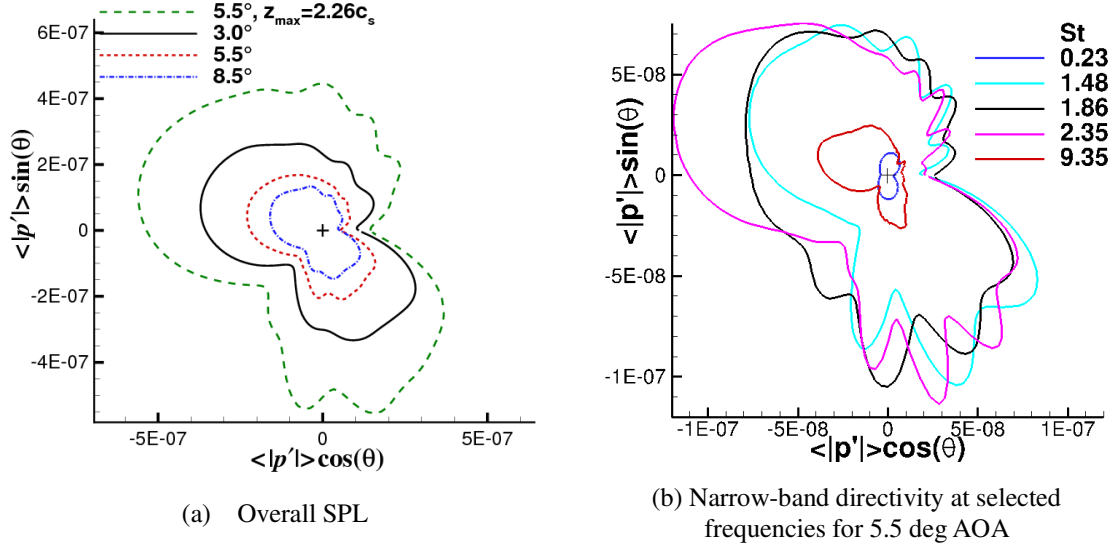 5.5°, z_max=2.26c_s
3.0°
5.5°
8.5°
6E-07
4E-07
2E-07
0
-2E-07
-4E-07
<|p′|>sin(θ)
-5E-07 0 5E-07
<|p′|>cos(θ)
(a) Overall SPL
St
0.23
1.48
1.86
2.35
9.35
5E-08
0
-5E-08
-1E-07
<|p'|>sin(θ)
-1E-07 -5E-08 0 5E-08 1E-07
<|p'|>cos(θ)
(b) Narrow-band directivity at selected
frequencies for 5.5 deg AOA